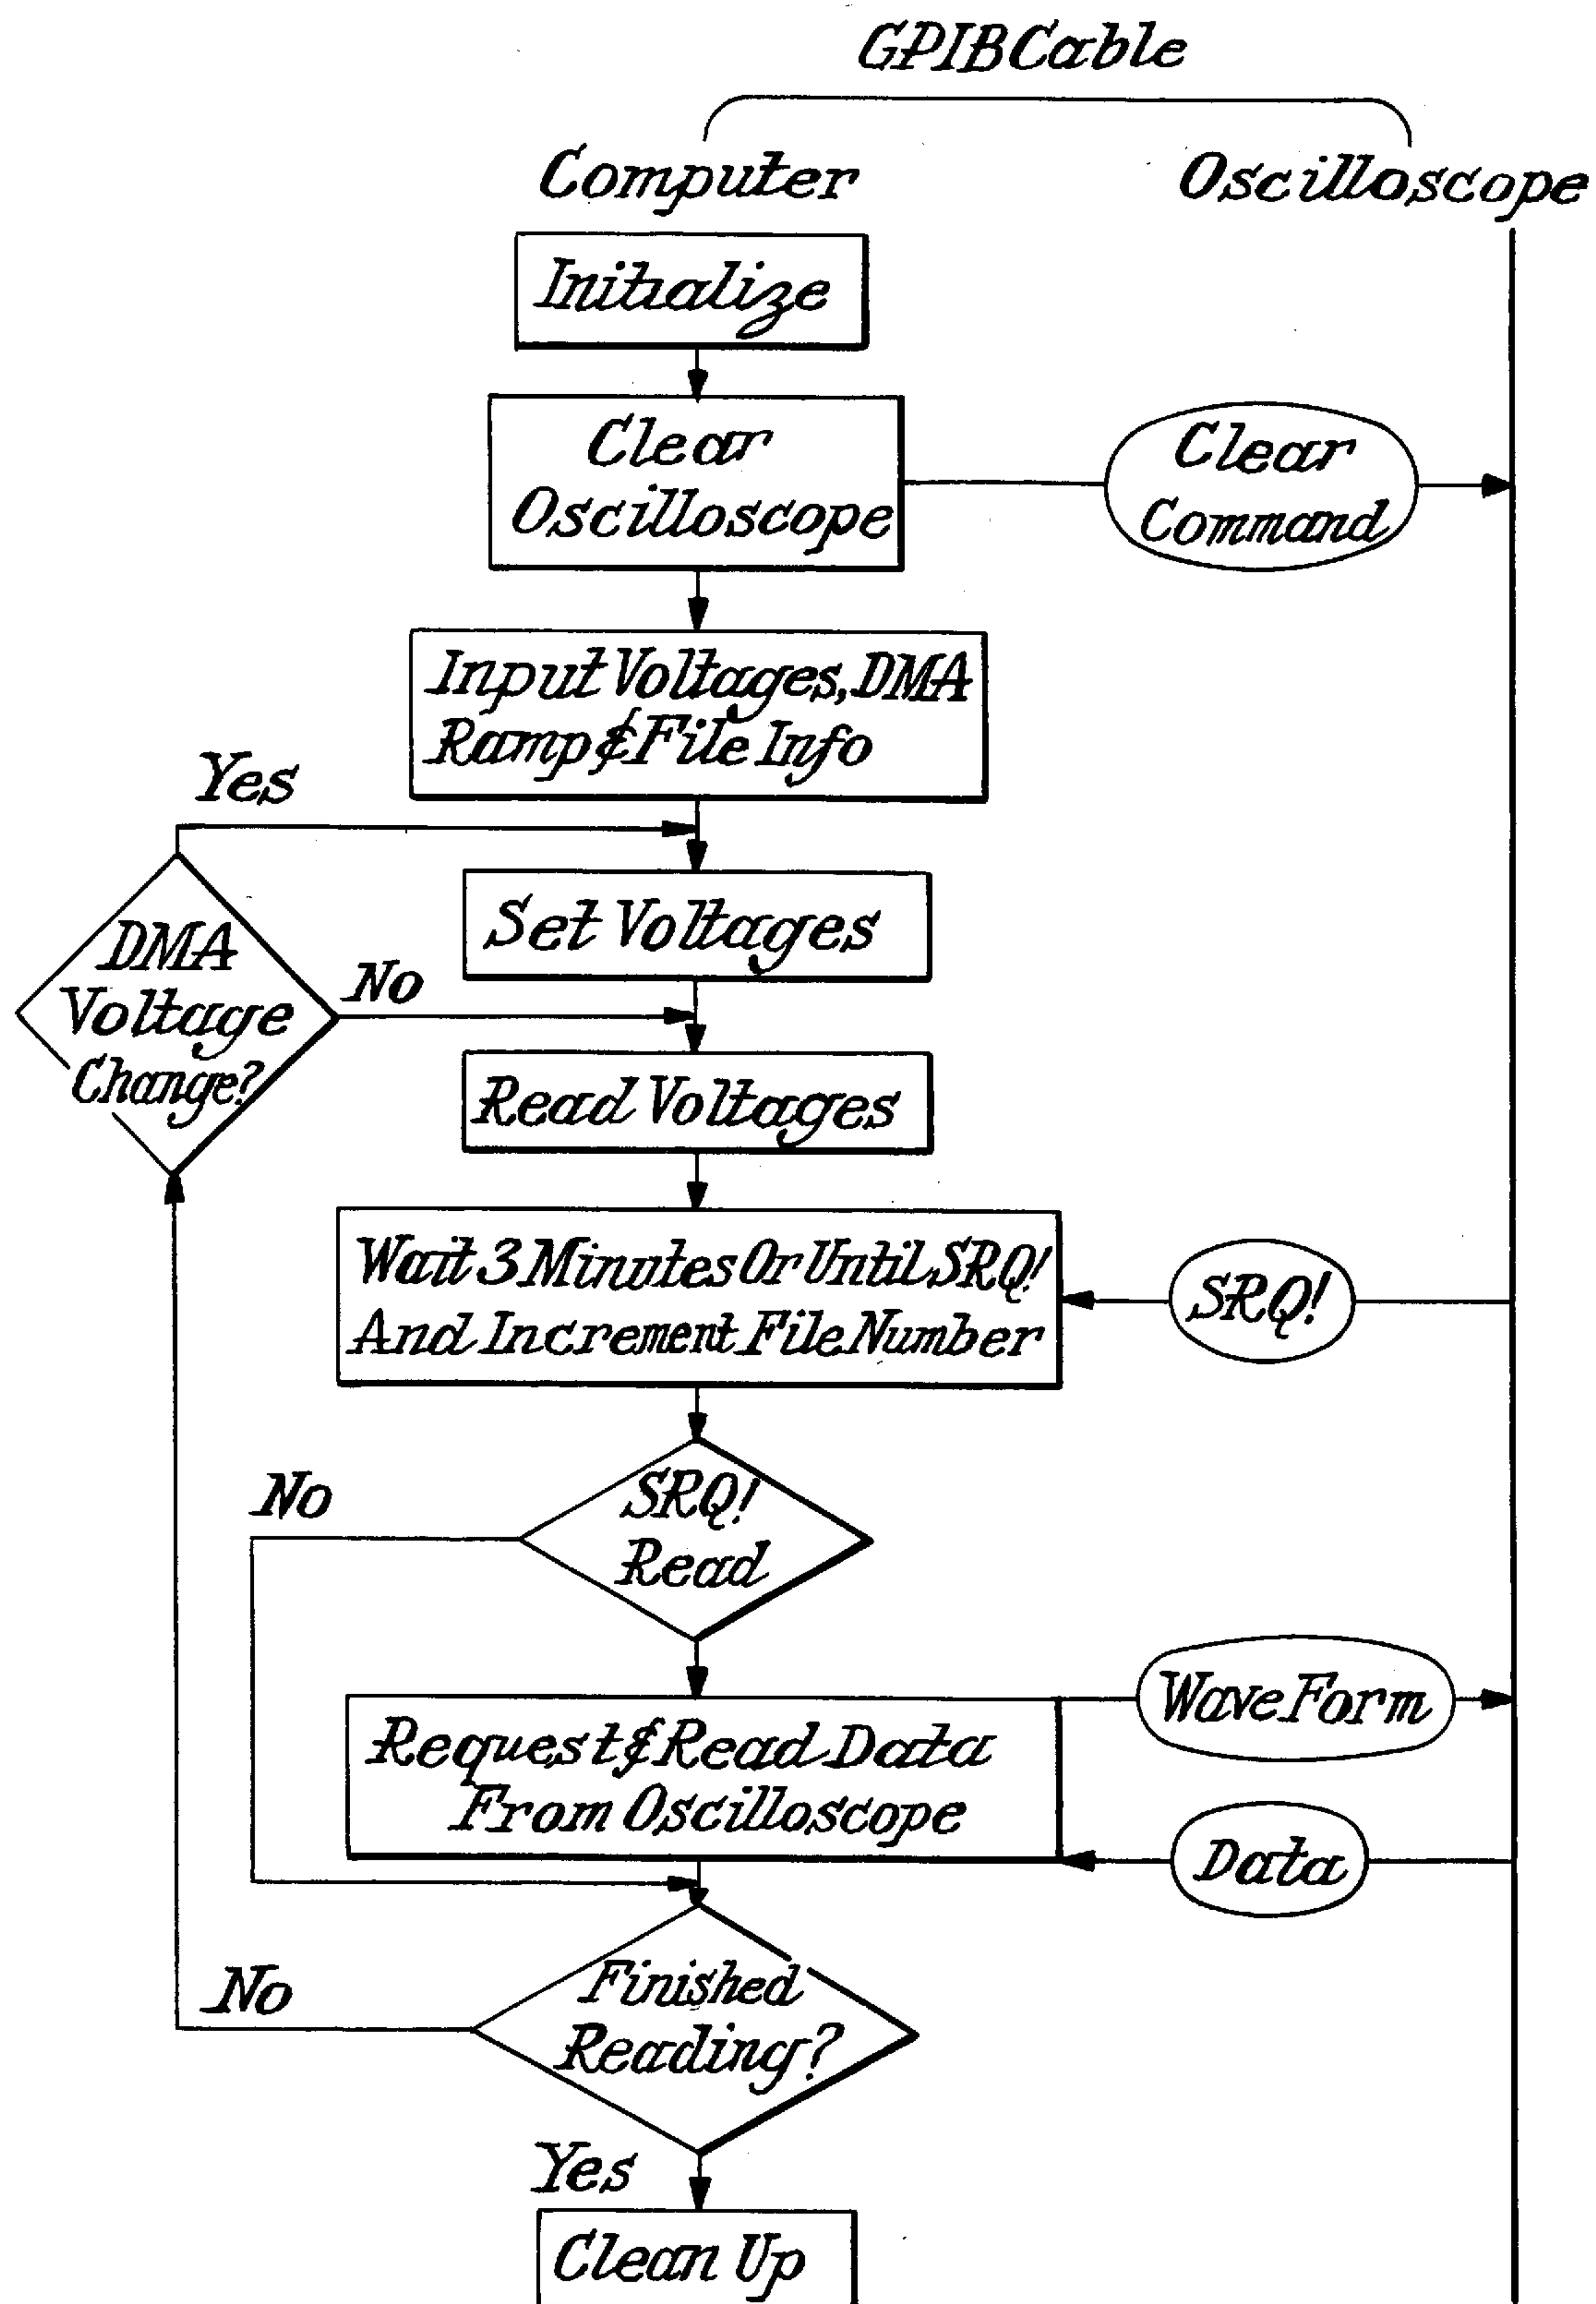 GPIB Cable
Computer
Oscilloscope
Initialize
Clear
Oscilloscope
Clear
Command
Input Voltages, DMA
Ramp & File Info
Yes
Set Voltages
DMA
Voltage
Change?
No
Read Voltages
Wait 3 Minutes Or Until SRQ!
And Increment File Number
SRQ!
SRQ!
Read
No
Request & Read Data
From Oscilloscope
Wave Form
Data
Finished
Reading?
No
Yes
Clean Up